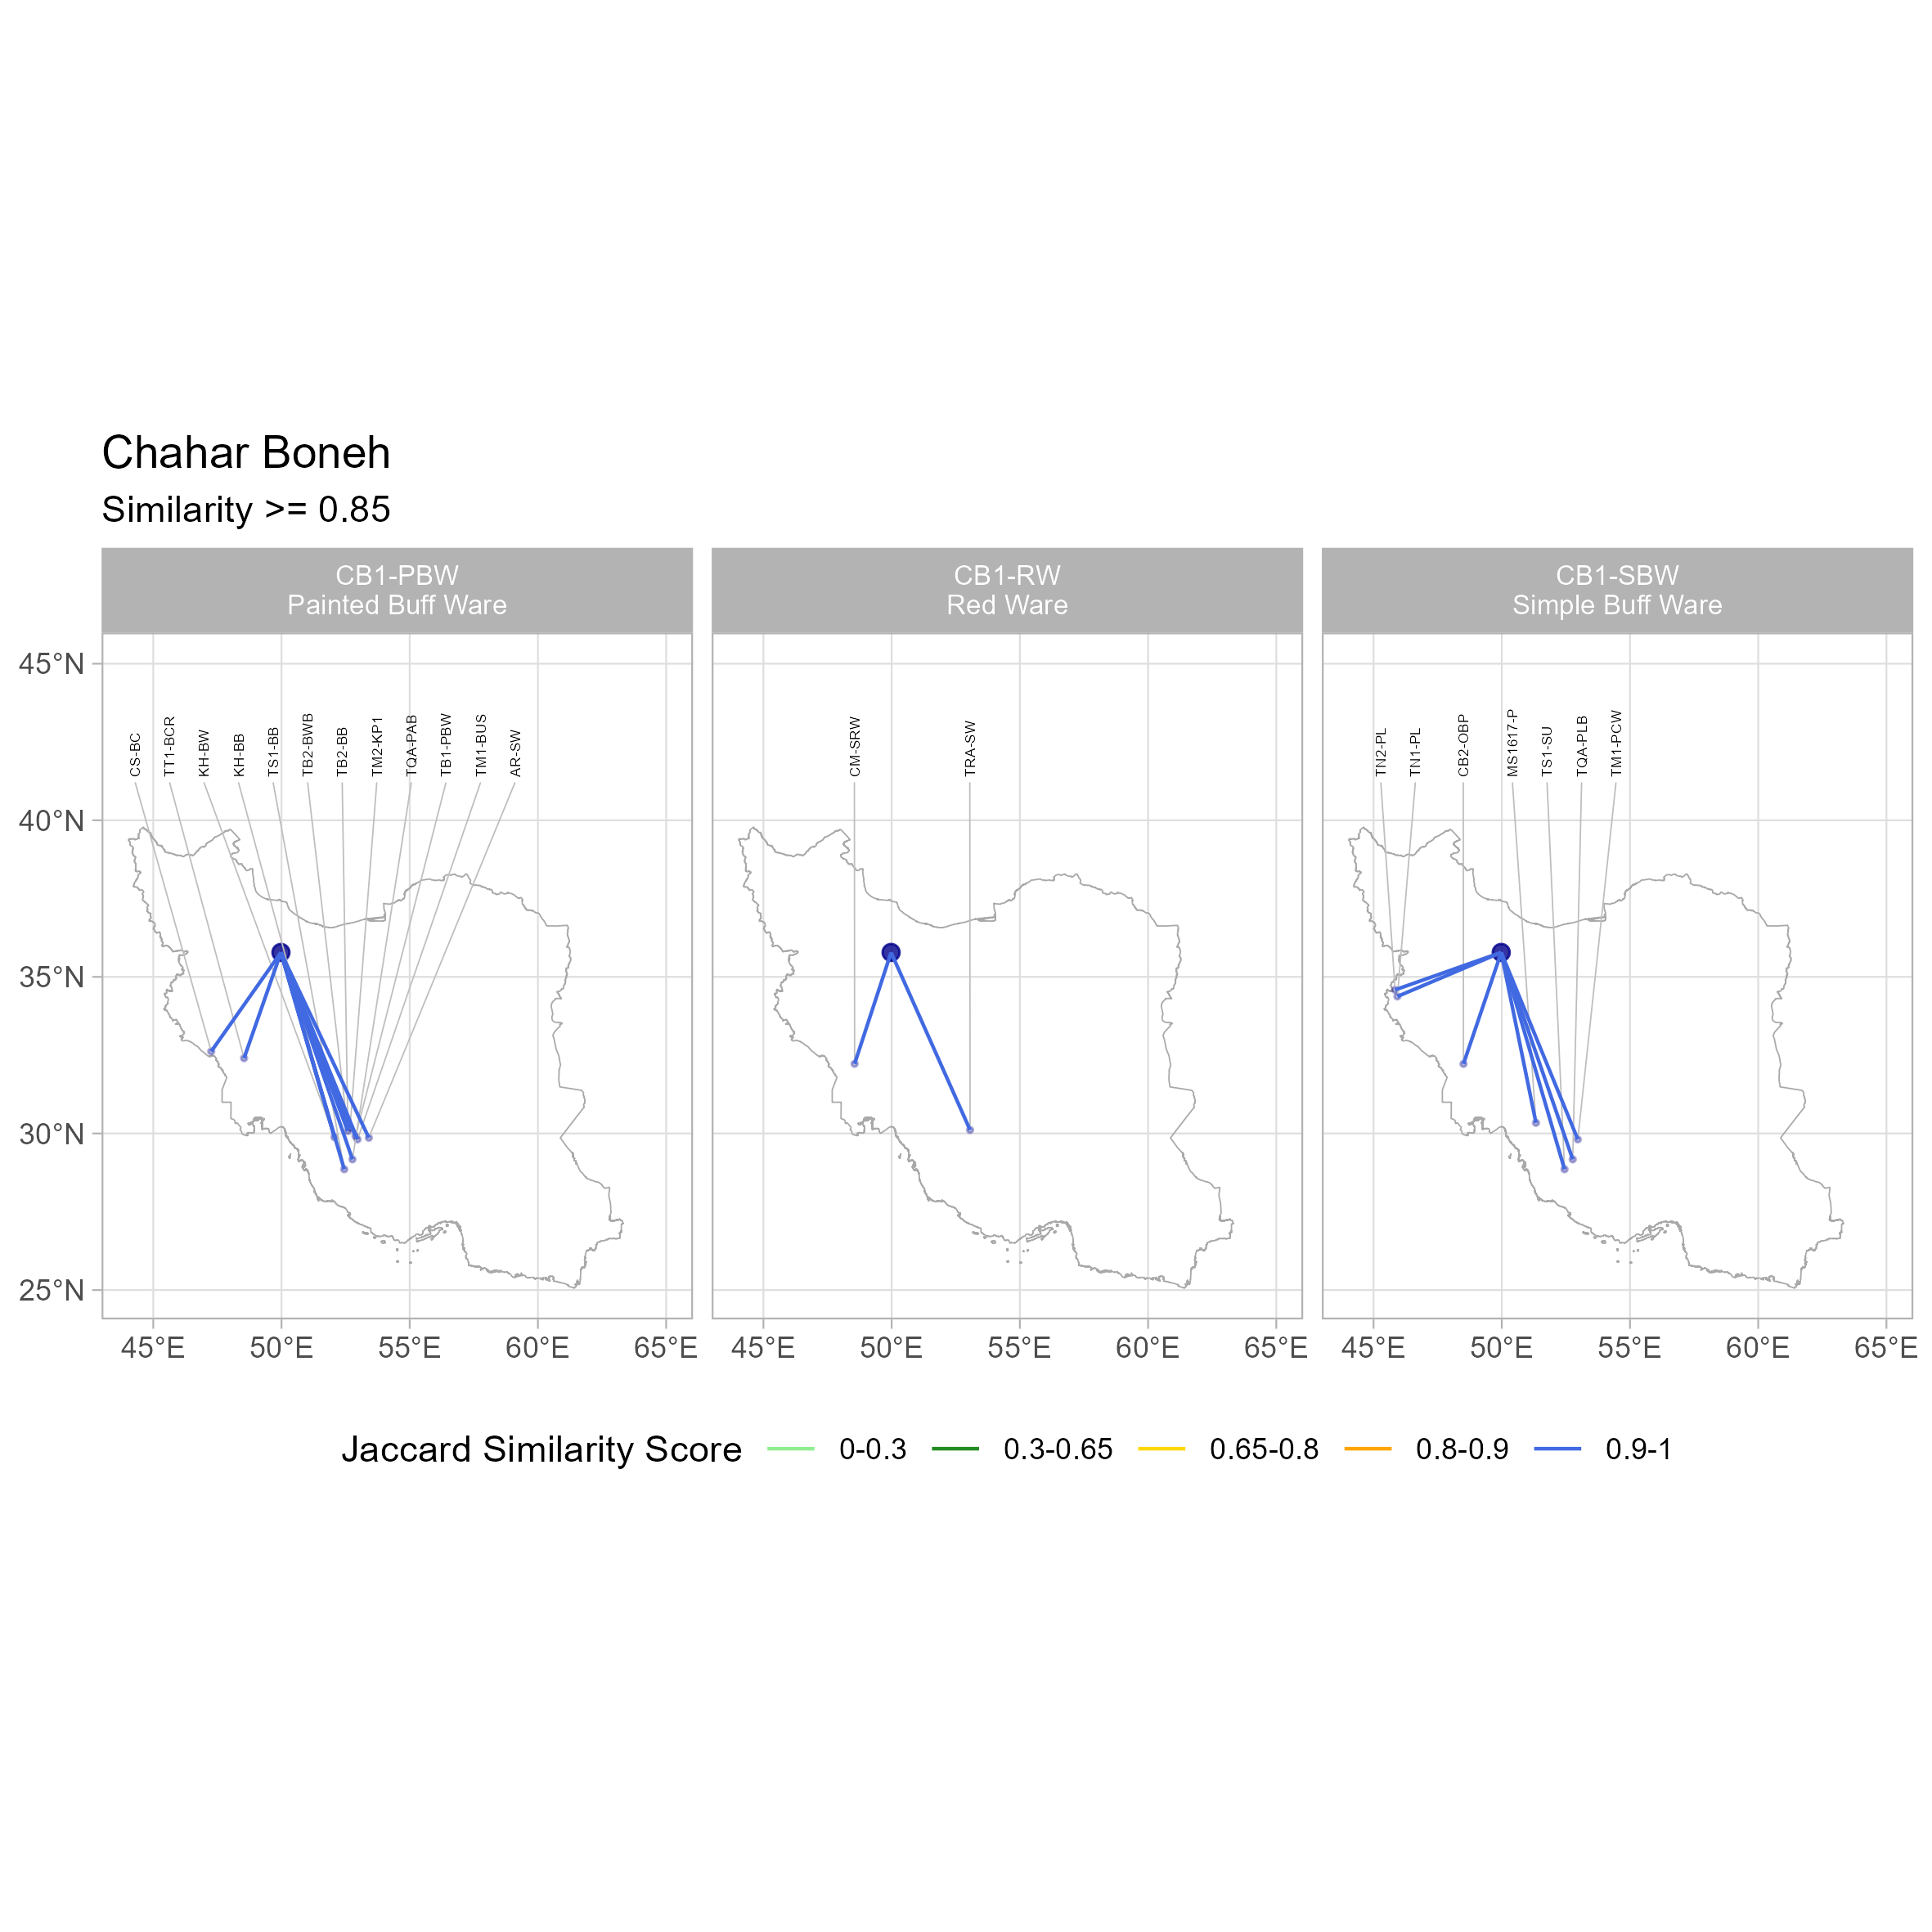 Chahar Boneh
Similarity >= 0.85
CB1-PBW
Painted Buff Ware
CB1-RW
Red Ware
CB1-SBW
Simple Buff Ware
45°N
40°N
35°N
30°N
25°N
CS-BC
TT1-BCR
KH-BW
KH-BB
TS1-BB
TB2-BWB
TB2-BB
TM2-KP1
TQA-PAB
TB1-PBW
TM1-BUS
AR-SW
CM-SRW
TRA-SW
TN2-PL
TN1-PL
CB2-OBP
MS1617-P
TS1-SU
TQA-PLB
TM1-PCW
45°E 50°E 55°E 60°E 65°E
45°E 50°E 55°E 60°E 65°E
45°E 50°E 55°E 60°E 65°E
Jaccard Similarity Score 0-0.3 0.3-0.65 0.65-0.8 0.8-0.9 0.9-1